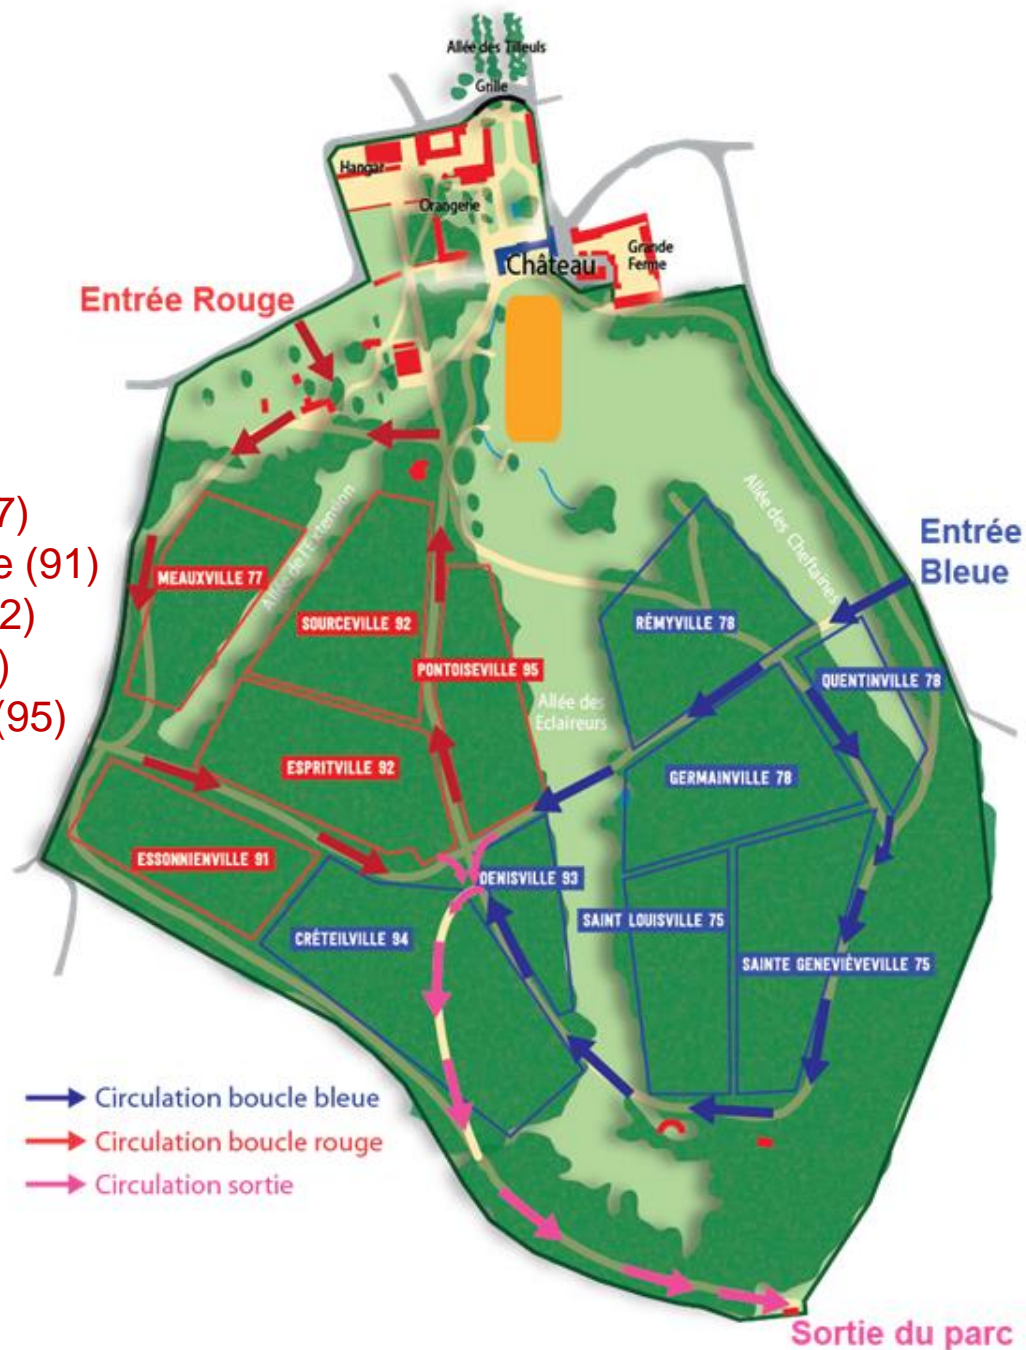 Allée des Tilleuls
Grille
Hangar
Orangerie
Château
Grande
Ferme
Entrée Rouge
7)
e (91)
2)
)
(95)
Allée de l'Extension
Allée des Cheftaines
Entrée
Bleue
MEAUXVILLE 77
SOURCEVILLE 92
RÉMYVILLE 78
PONTOISEVILLE 95
QUENTINVILLE 78
Allée des
Eclaireurs
ESPRITVILLE 92
GERMAINVILLE 78
ESSONNIENVILLE 91
DENISVILLE 93
CRÉTEILVILLE 94
SAINT LOUISVILLE 75
SAINTE GENEVIÈVEVILLE 75
Circulation boucle bleue
Circulation boucle rouge
Circulation sortie
Sortie du parc